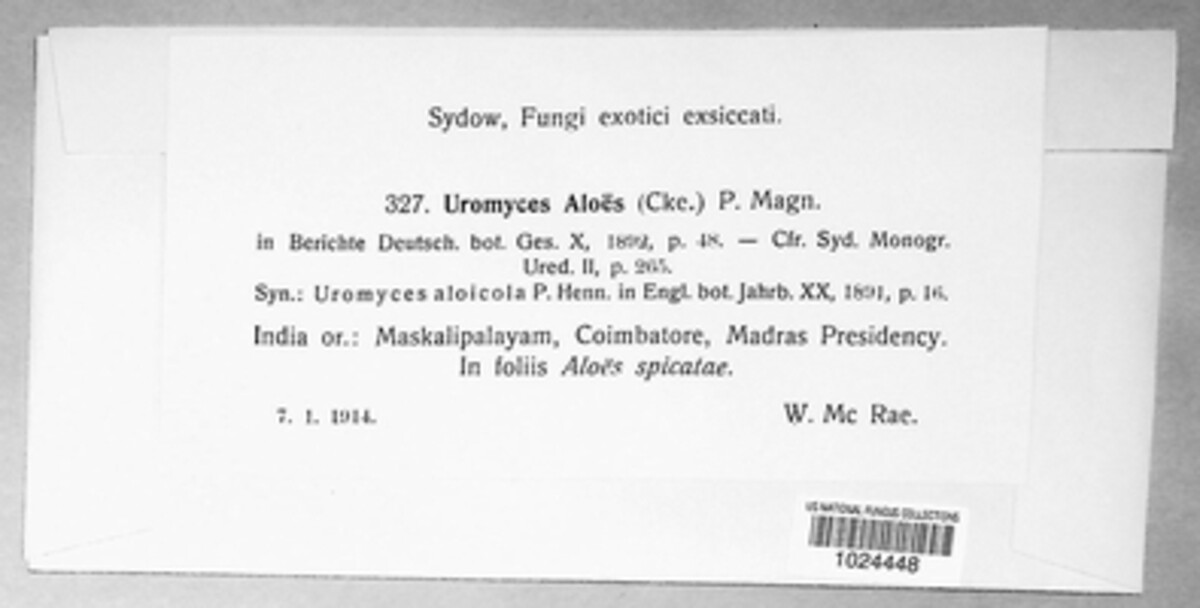 Sydow, Fungi exotici exsiccati.
327. Uromyces Aloës (Cke.) P. Magn.
in Berichte Deutsch. bot. Ges. X, 1892, p. 48. — Cfr. Syd. Monogr.
Ured. II, p. 265.
Syn.: Uromyces aloicola P. Henn. in Engl. bot. Jahrb. XX, 1891, p. 16.
India or.: Maskalipalayam, Coimbatore, Madras Presidency.
In foliis Aloës spicatae.
7. 1. 1914.
W. Mc Rae.
US NATIONAL FUNGUS COLLECTIONS
1024448